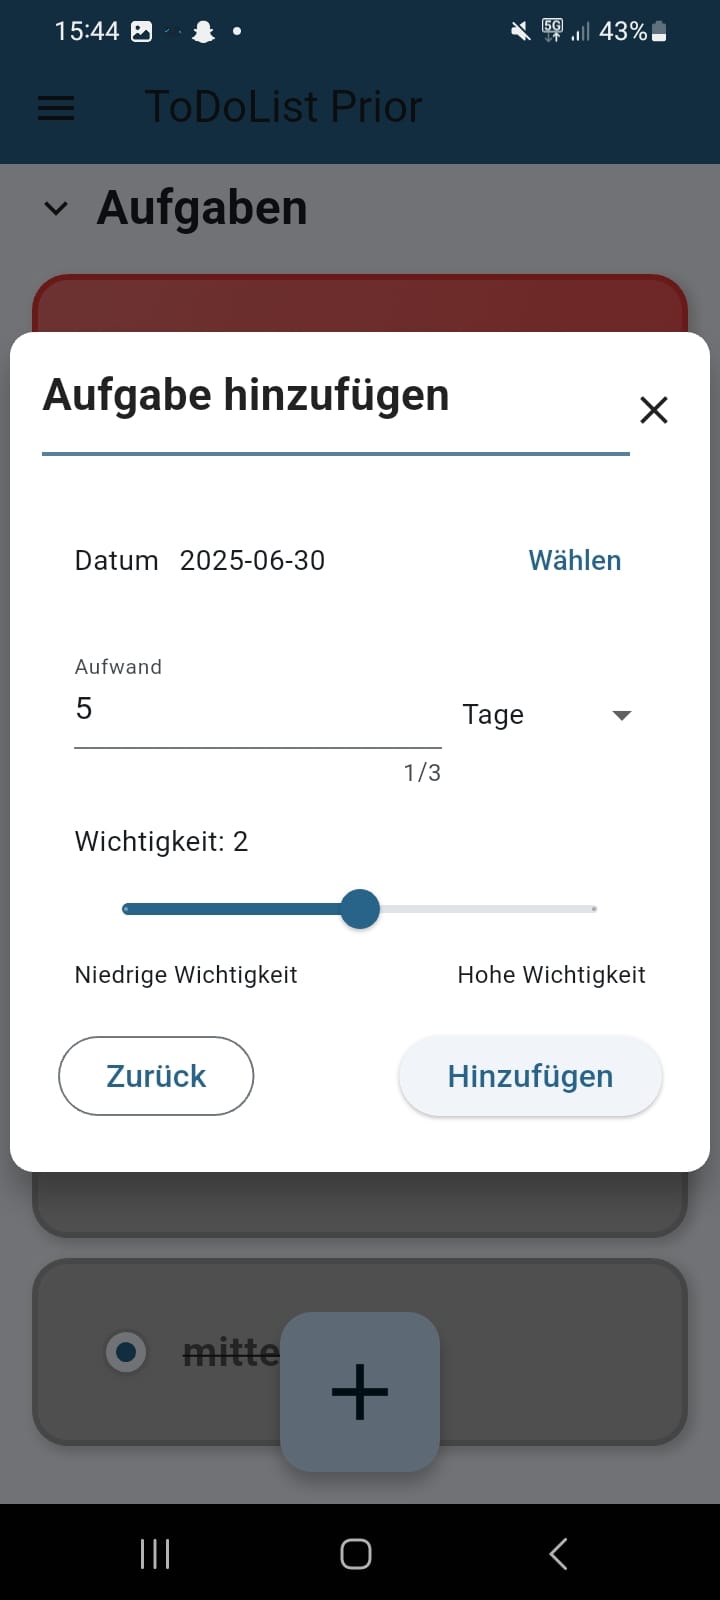 15:44 5G 43%
ToDoList Prior
Aufgaben
Aufgabe hinzufügen
Datum 2025-06-30 Wählen
Aufwand
5 Tage
1/3
Wichtigkeit: 2
Niedrige Wichtigkeit Hohe Wichtigkeit
Zurück Hinzufügen
mitte